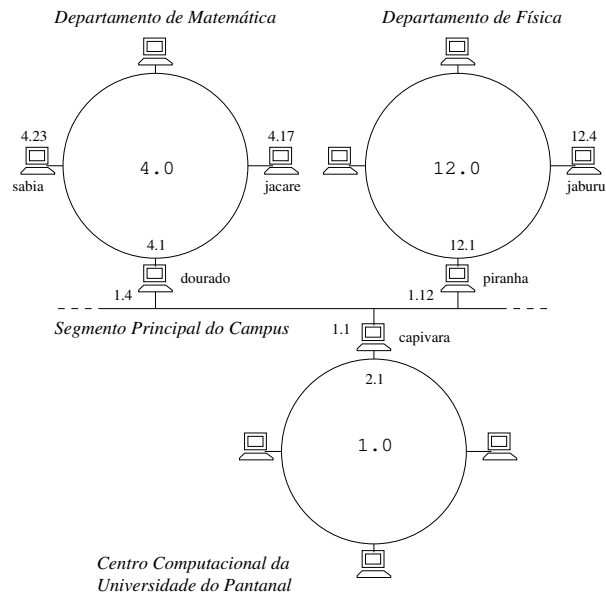 Departamento de Matemática
Departamento de Física
4.23
4.17
12.4
4.0
12.0
sabia
jacare
jaburu
4.1
12.1
dourado
piranha
1.4
1.12
Segmento Principal do Campus
1.1
capivara
2.1
1.0
Centro Computacional da
Universidade do Pantanal